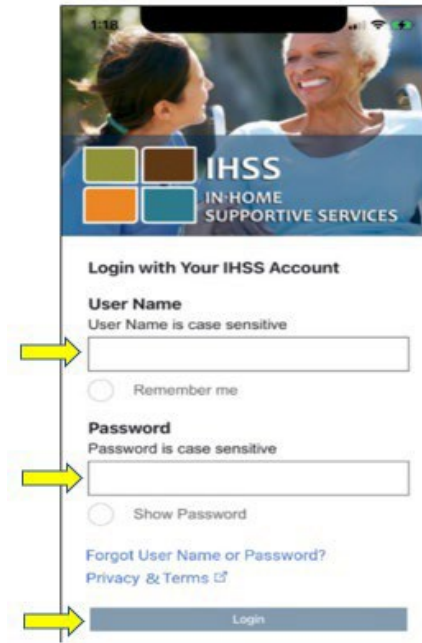 1:18
IHSS
IN-HOME
SUPPORTIVE SERVICES
Login with Your IHSS Account
User Name
User Name is case sensitive
Remember me
Password
Password is case sensitive
Show Password
Forgot User Name or Password?
Privacy & Terms
Login